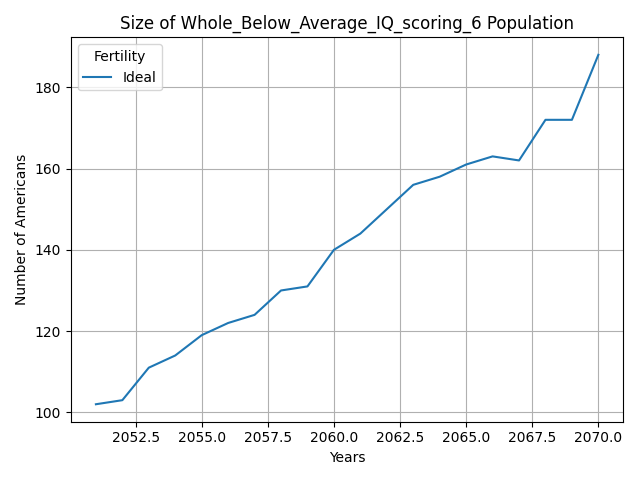 Size of Whole_Below_Average_IQ_scoring_6 Population
Fertility
Ideal
180
160
140
120
100
Number of Americans
2052.5 2055.0 2057.5 2060.0 2062.5 2065.0 2067.5 2070.0
Years